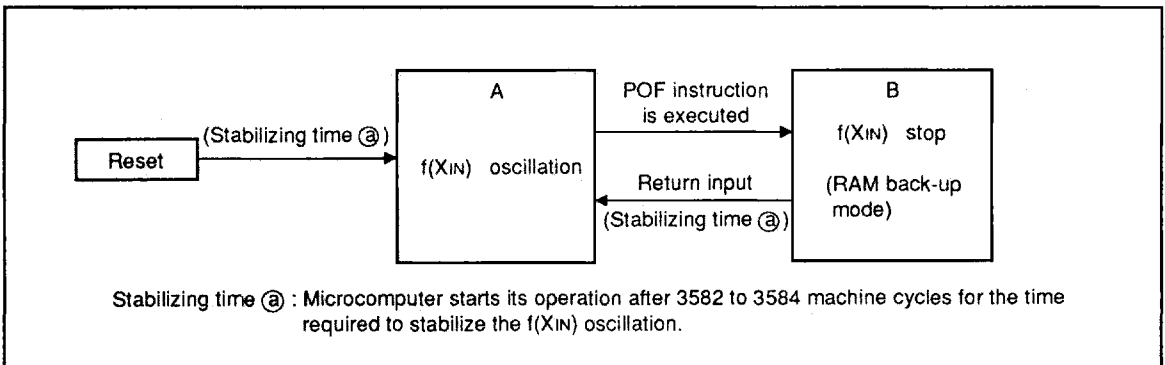 Reset
(Stabilizing time ⓐ)
A
f(XIN) oscillation
POF instruction
is executed
Return input
(Stabilizing time ⓐ)
B
f(XIN) stop
(RAM back-up
mode)
Stabilizing time ⓐ : Microcomputer starts its operation after 3582 to 3584 machine cycles for the time
required to stabilize the f(XIN) oscillation.